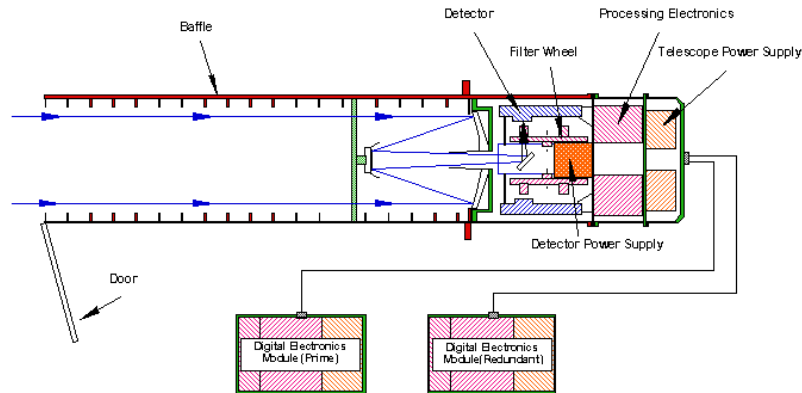 Detector
Processing Electronics
Baffle
Filter Wheel
Telescope Power Supply
Detector Power Supply
Door
Digital Electronics
Module (Prime)
Digital Electronics
Module(Redundant)